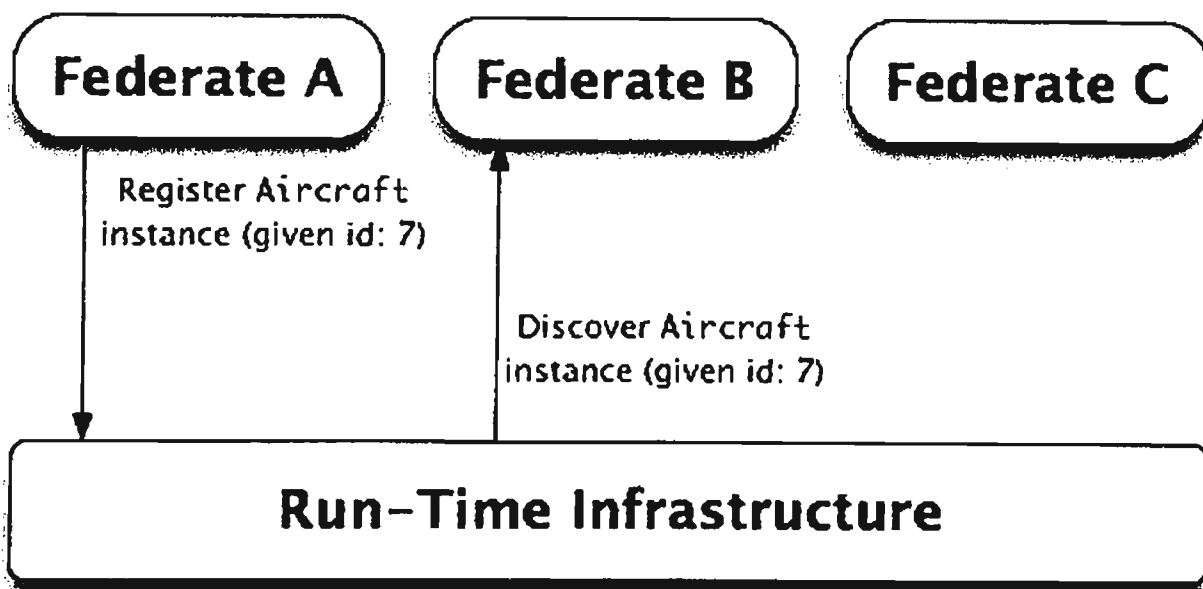 Federate A
Federate B
Federate C
Register Aircraft
instance (given id: 7)
Discover Aircraft
instance (given id: 7)
Run-Time Infrastructure